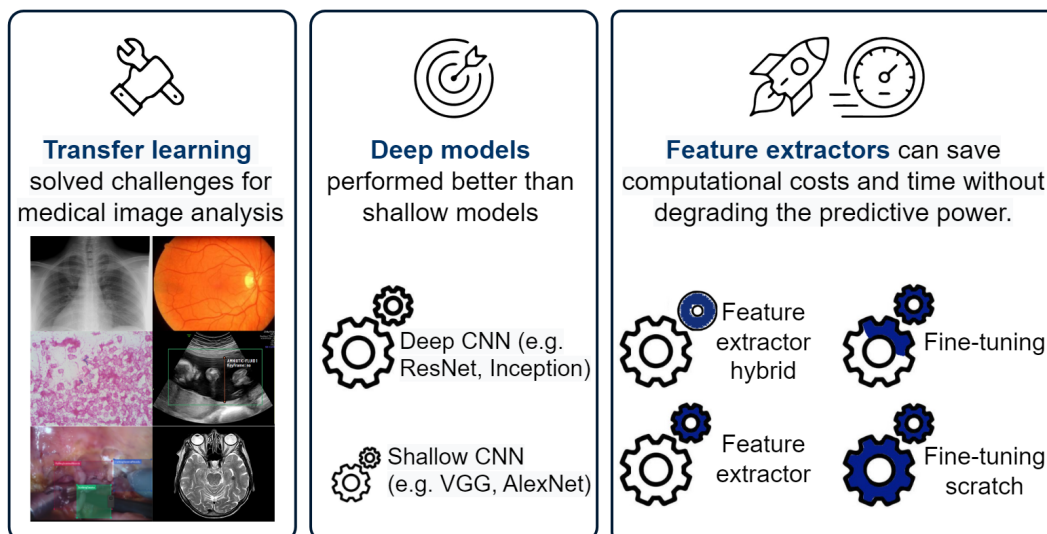 Transfer learning
solved challenges for
medical image analysis
Deep models
performed better than
shallow models
Deep CNN (e.g.
ResNet, Inception)
Shallow CNN
(e.g. VGG, AlexNet)
Feature extractors can save
computational costs and time without
degrading the predictive power.
Feature
extractor
hybrid
Fine-tuning
Feature
extractor
Fine-tuning
scratch